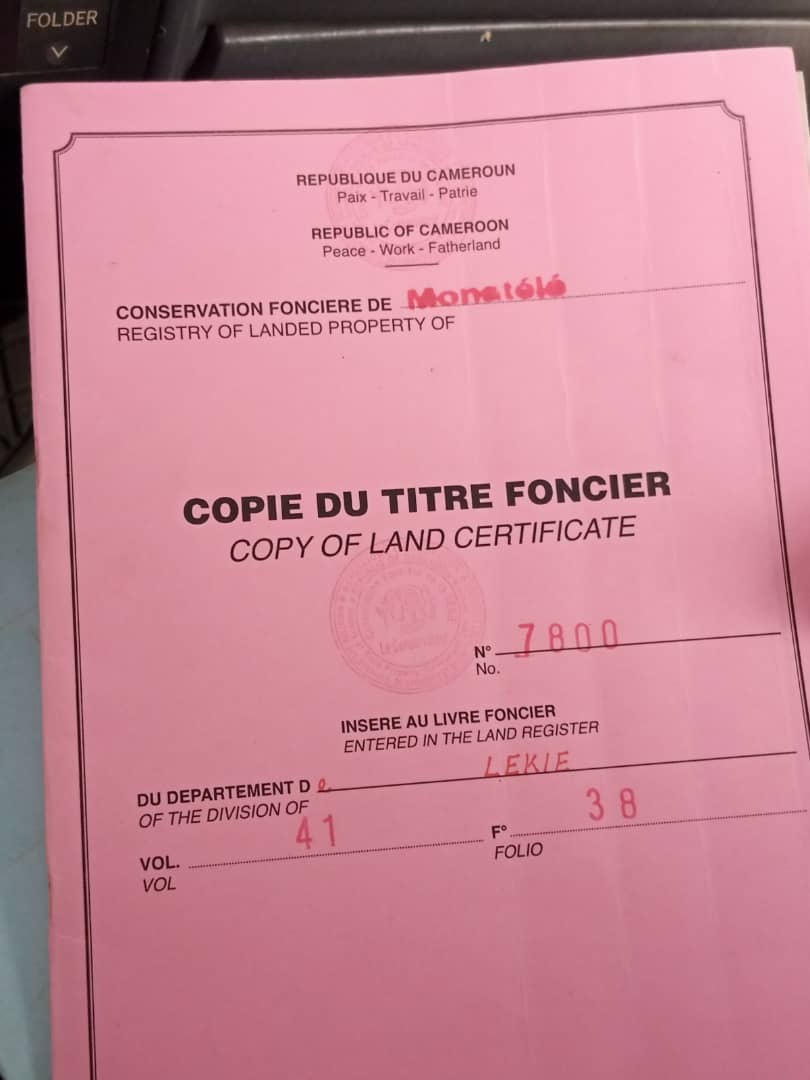 FOLDER
REPUBLIQUE DU CAMEROUN
Paix - Travail - Patrie
REPUBLIC OF CAMEROON
Peace - Work - Fatherland
CONSERVATION FONCIERE DE Monatélé
REGISTRY OF LANDED PROPERTY OF
COPIE DU TITRE FONCIER
COPY OF LAND CERTIFICATE
N° 7800
No.
INSERE AU LIVRE FONCIER
ENTERED IN THE LAND REGISTER
DU DEPARTEMENT D e LEKIE
OF THE DIVISION OF
VOL. 41 F° 38
VOL FOLIO